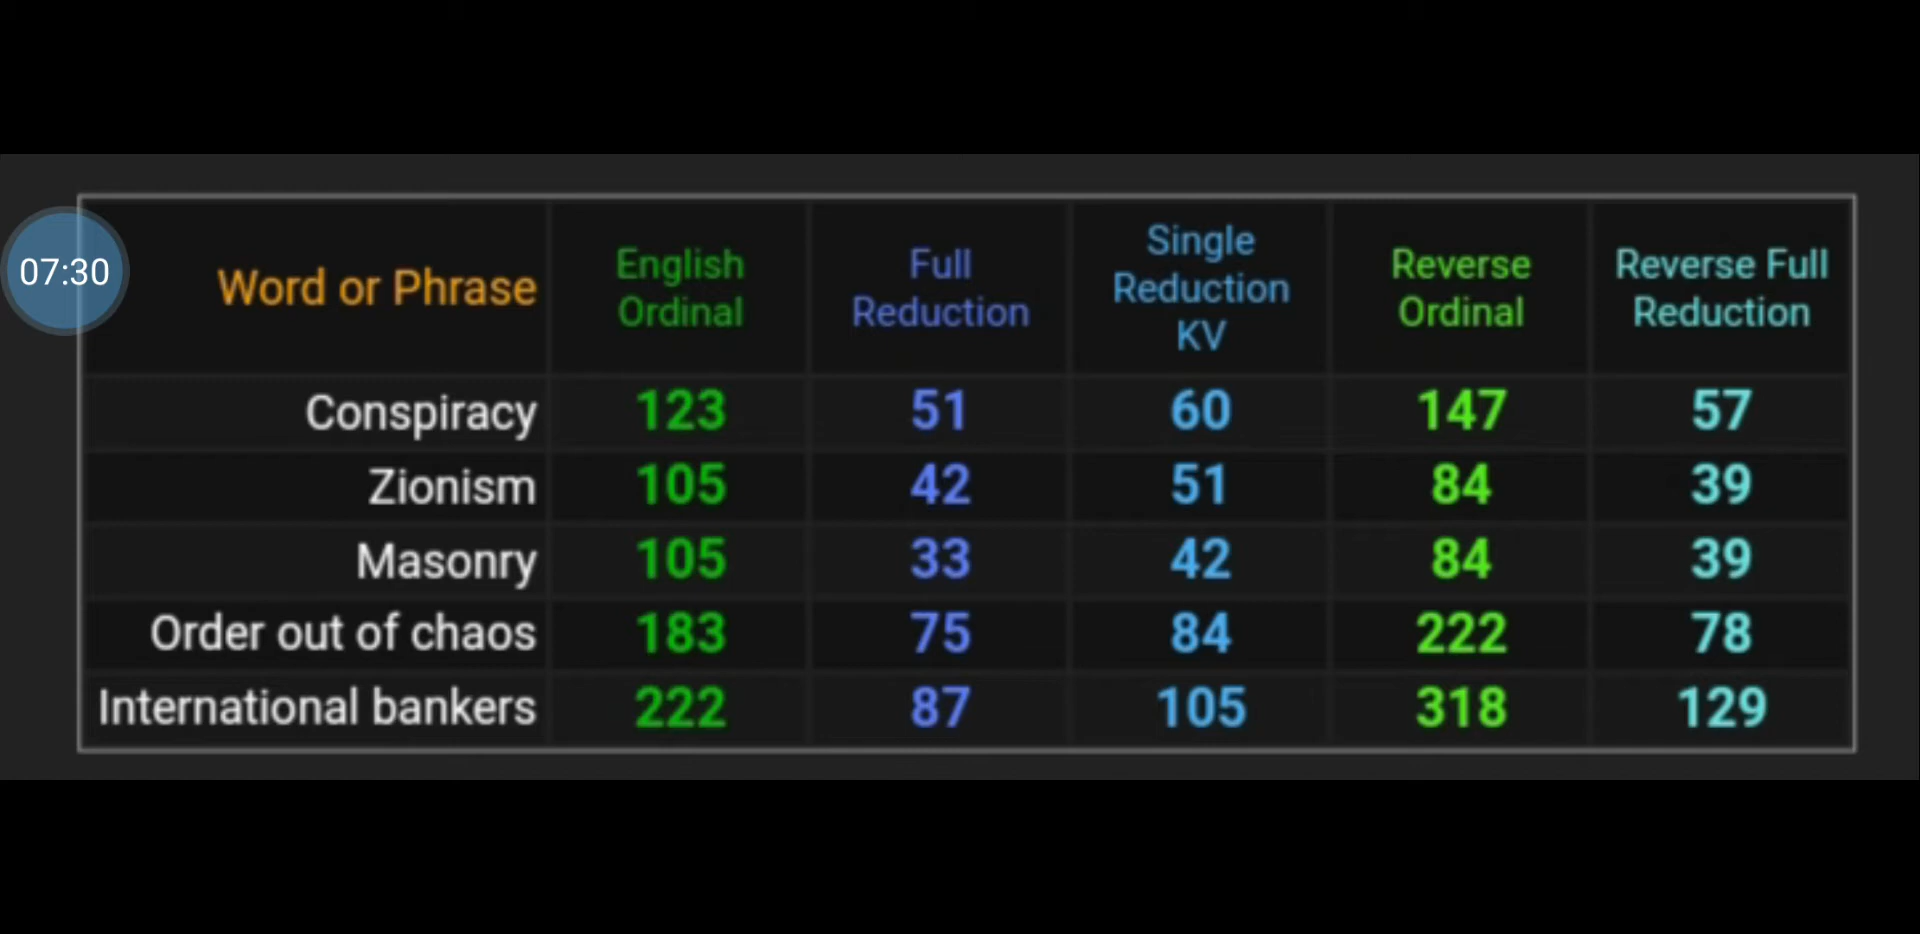 07:30
Word or Phrase English Ordinal Full Reduction Single Reduction KV Reverse Ordinal Reverse Full Reduction
Conspiracy 123 51 60 147 57
Zionism 105 42 51 84 39
Masonry 105 33 42 84 39
Order out of chaos 183 75 84 222 78
International bankers 222 87 105 318 129